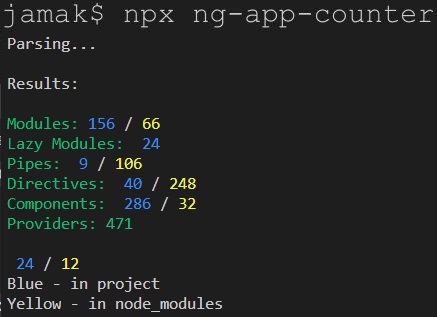 jamak$ npx ng-app-counter
Parsing...
Results:
Modules: 156 / 66
Lazy Modules: 24
Pipes: 9 / 106
Directives: 40 / 248
Components: 286 / 32
Providers: 471
24 / 12
Blue - in project
Yellow - in node_modules